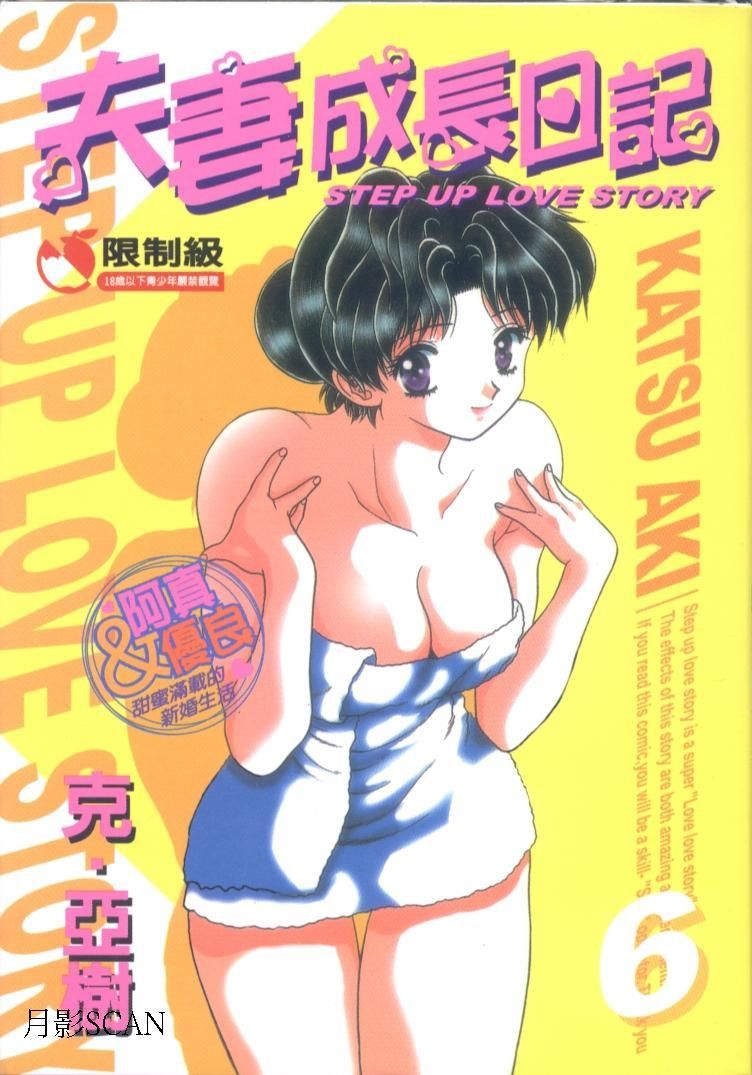 夫妻成長日記
STEP UP LOVE STORY
限制級
18歲以下青少年嚴禁觀覽
STEP UP LOVE STORY
KATSU AKI
Step up love story is a super "Love love story"
The effects of this story are both amazing a
If you read this comic, you will be a skill- "S
you
阿真
&優良
甜蜜滿載的
新婚生活
克・亞樹
6
月影SCAN